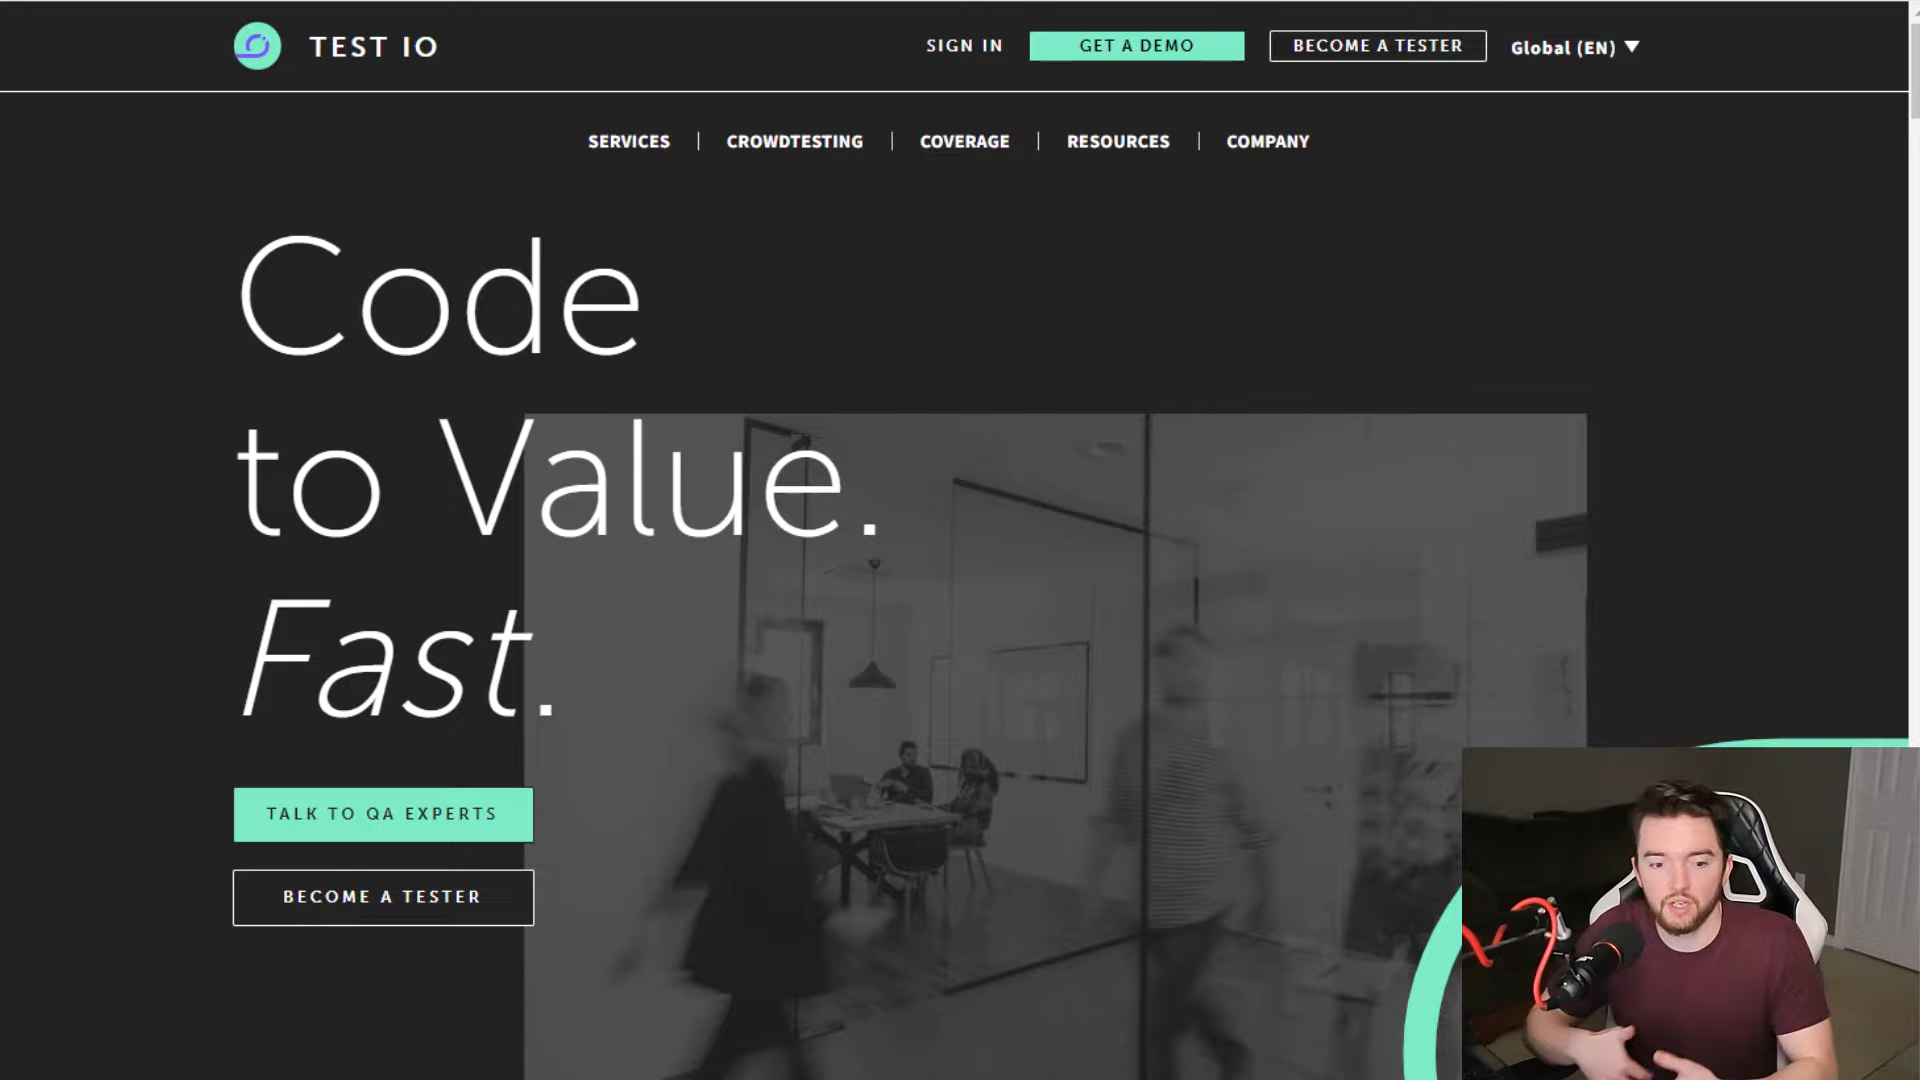 TEST IO
SIGN IN
GET A DEMO
BECOME A TESTER
Global (EN) ▼
SERVICES
CROWDTESTING
COVERAGE
RESOURCES
COMPANY
Code
to Value.
Fast.
TALK TO QA EXPERTS
BECOME A TESTER